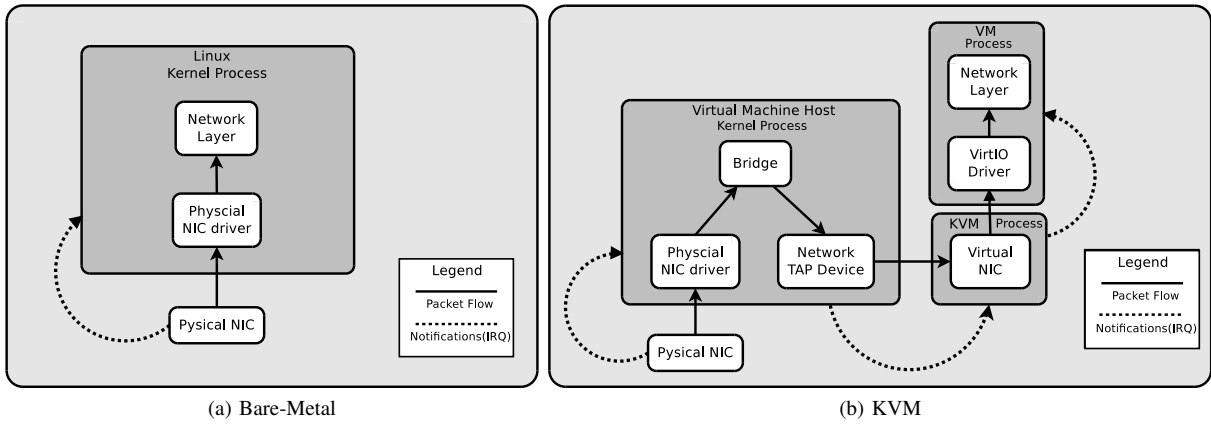 Linux
Kernel Process
Network
Layer
Physcial
NIC driver
Pysical NIC
Legend
Packet Flow
Notifications(IRQ)
(a) Bare-Metal
VM
Process
Network
Layer
VirtIO
Driver
Virtual Machine Host
Kernel Process
Bridge
Physcial
NIC driver
Network
TAP Device
KVM Process
Virtual
NIC
Pysical NIC
Legend
Packet Flow
Notifications(IRQ)
(b) KVM